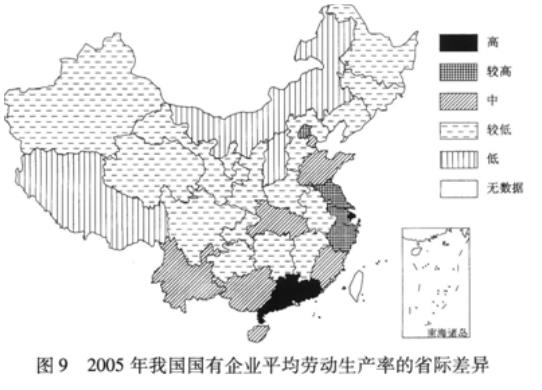 高
较高
中
较低
低
无数据
南海诸岛
图9 2005年我国国有企业平均劳动生产率的省际差异